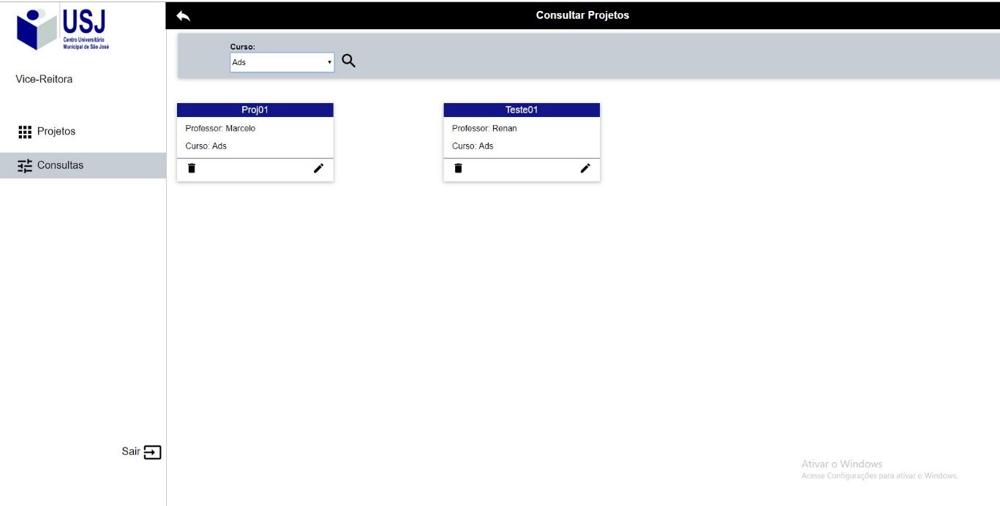 USJ
Centro Universitário
Municipal de São José
Vice-Reitora
Projetos
Consultas
Sair
Consultar Projetos
Curso:
Ads
Proj01
Professor: Marcelo
Curso: Ads
Teste01
Professor: Renan
Curso: Ads
Ativar o Windows
Acesse Configurações para ativar o Windows.